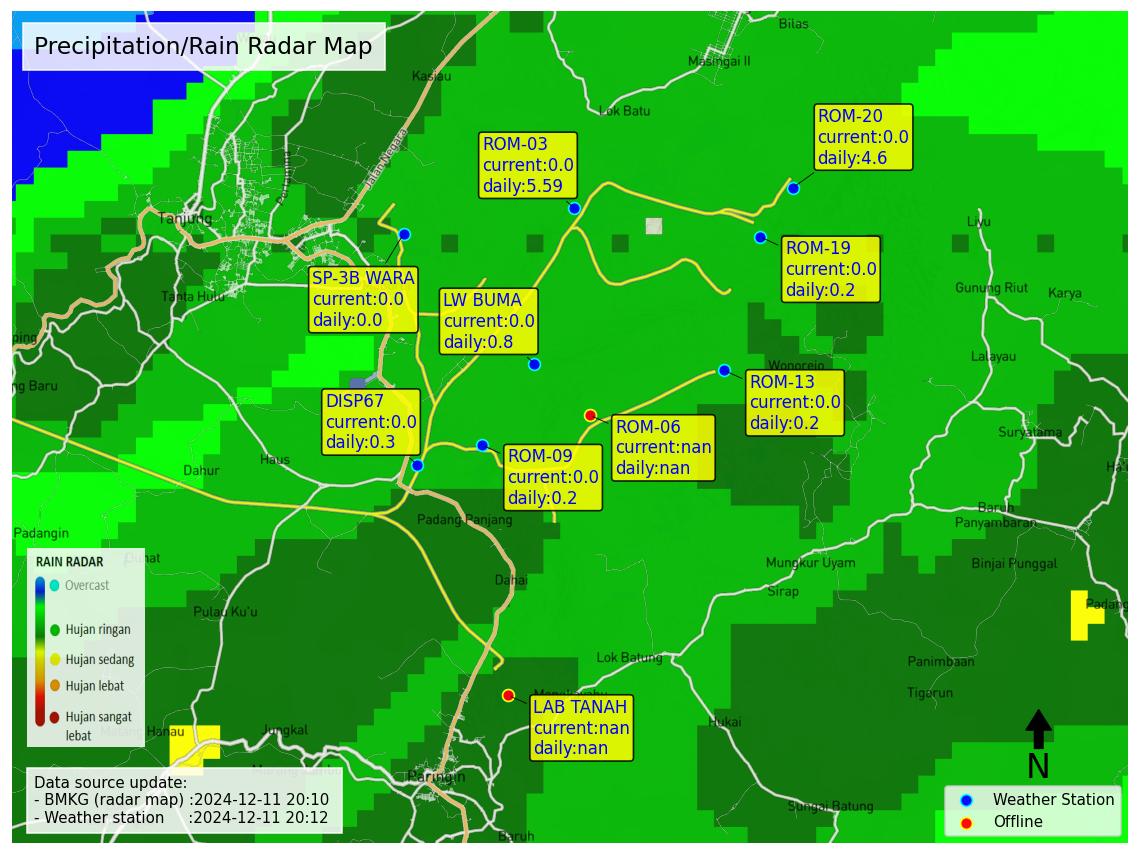 Precipitation/Rain Radar Map
Bilas
Masingai II
Kasiau
Lok Batu
ROM-20
current:0.0
daily:4.6
ROM-03
current:0.0
daily:5.59
Jalan Negara
Pertamina
Tanjung
Liyu
ROM-19
current:0.0
daily:0.2
SP-3B WARA
current:0.0
daily:0.0
LW BUMA
current:0.0
daily:0.8
Tanta Hulu
Gunung Riut
Karya
ping
Lalayau
Wonorejo
ng Baru
ROM-13
current:0.0
daily:0.2
DISP67
current:0.0
daily:0.3
ROM-06
current:nan
daily:nan
Suryatama
ROM-09
current:0.0
daily:0.2
Haus
Dahur
Ha'u
Baruh
Panyambaran
Padang Panjang
Padangin
Mungkur Uyam
Binjai Punggal
Dahai
Sirap
Padang
Pulau Ku'u
RAIN RADAR
Overcast
Hujan ringan
Hujan sedang
Hujan lebat
Hujan sangat
lebat
Lok Batung
Panimbaan
Tigarun
LAB TANAH
current:nan
daily:nan
Hukai
Hanau
Jungkal
Paringin
Sungai Batung
Baruh
N
Data source update:
- BMKG (radar map) :2024-12-11 20:10
- Weather station :2024-12-11 20:12
Weather Station
Offline